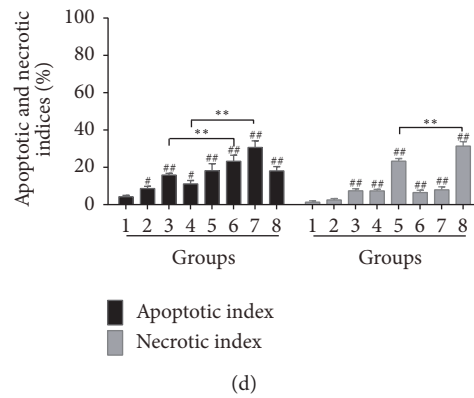 Apoptotic and necrotic
indices (%)
100
80
60
40
20
0
# ## # ## ## ## ##
** **
## ## ## ## ## ##
**
1 2 3 4 5 6 7 8 1 2 3 4 5 6 7 8
Groups Groups
Apoptotic index
Necrotic index
(d)